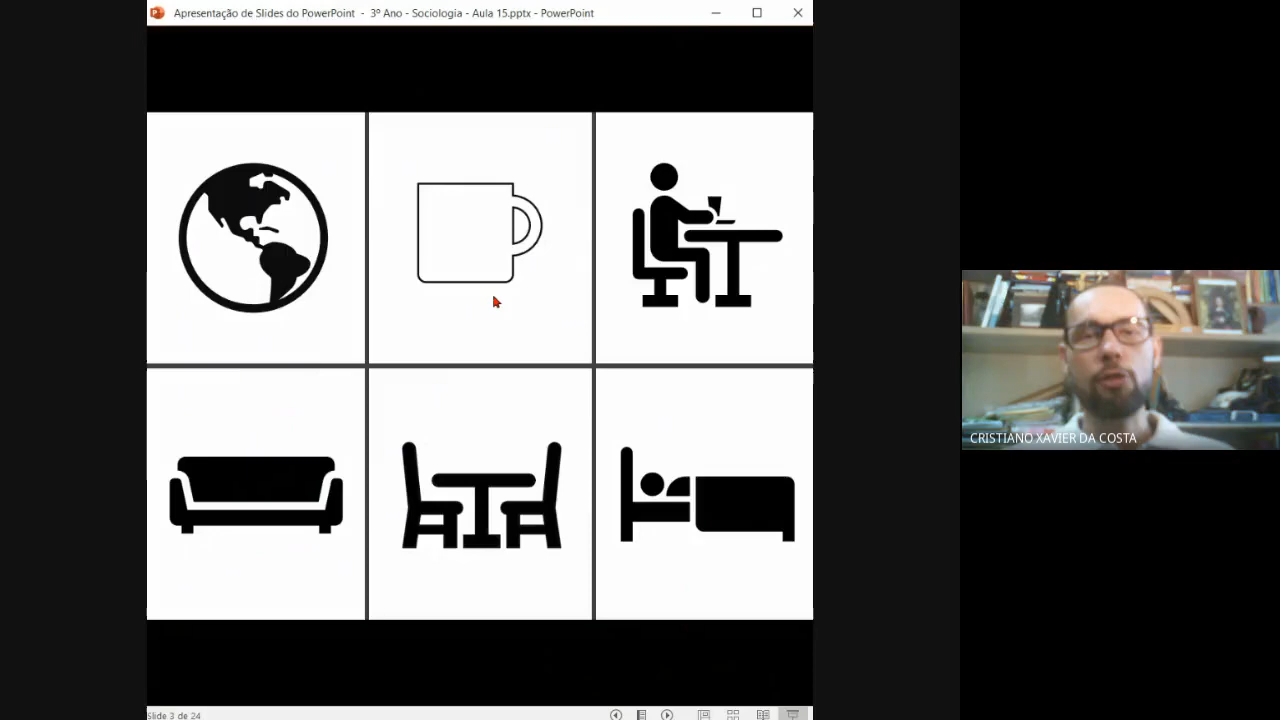 Apresentação de Slides do PowerPoint - 3º Ano - Sociologia - Aula 15.pptx - PowerPoint
CRISTIANO XAVIER DA COSTA
Slide 3 de 24